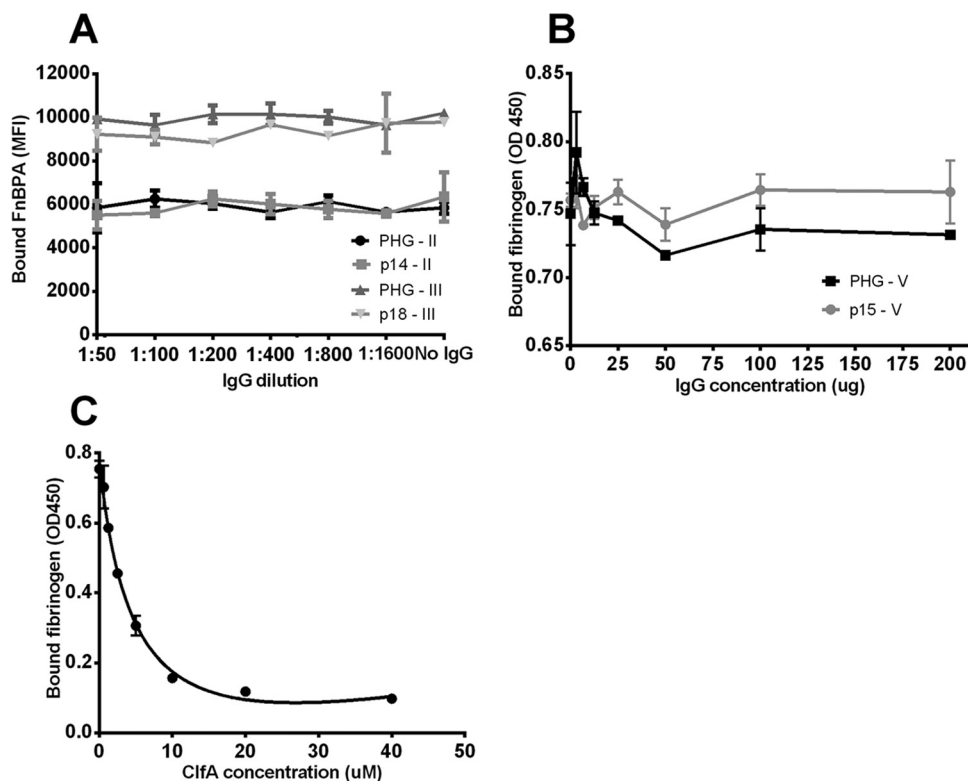 A
Bound FnBPA (MFI)
12000
10000
8000
6000
4000
2000
0
PHG - II
p14 - II
PHG - III
p18 - III
1:50 1:100 1:200 1:400 1:800 1:1600 No IgG
IgG dilution
B
Bound fibrinogen (OD 450)
0.85
0.80
0.75
0.70
0.65
PHG - V
p15 - V
0 25 50 75 100 125 150 175 200
IgG concentration (ug)
C
Bound fibrinogen (OD450)
0.8
0.6
0.4
0.2
0.0
0 10 20 30 40 50
ClfA concentration (uM)